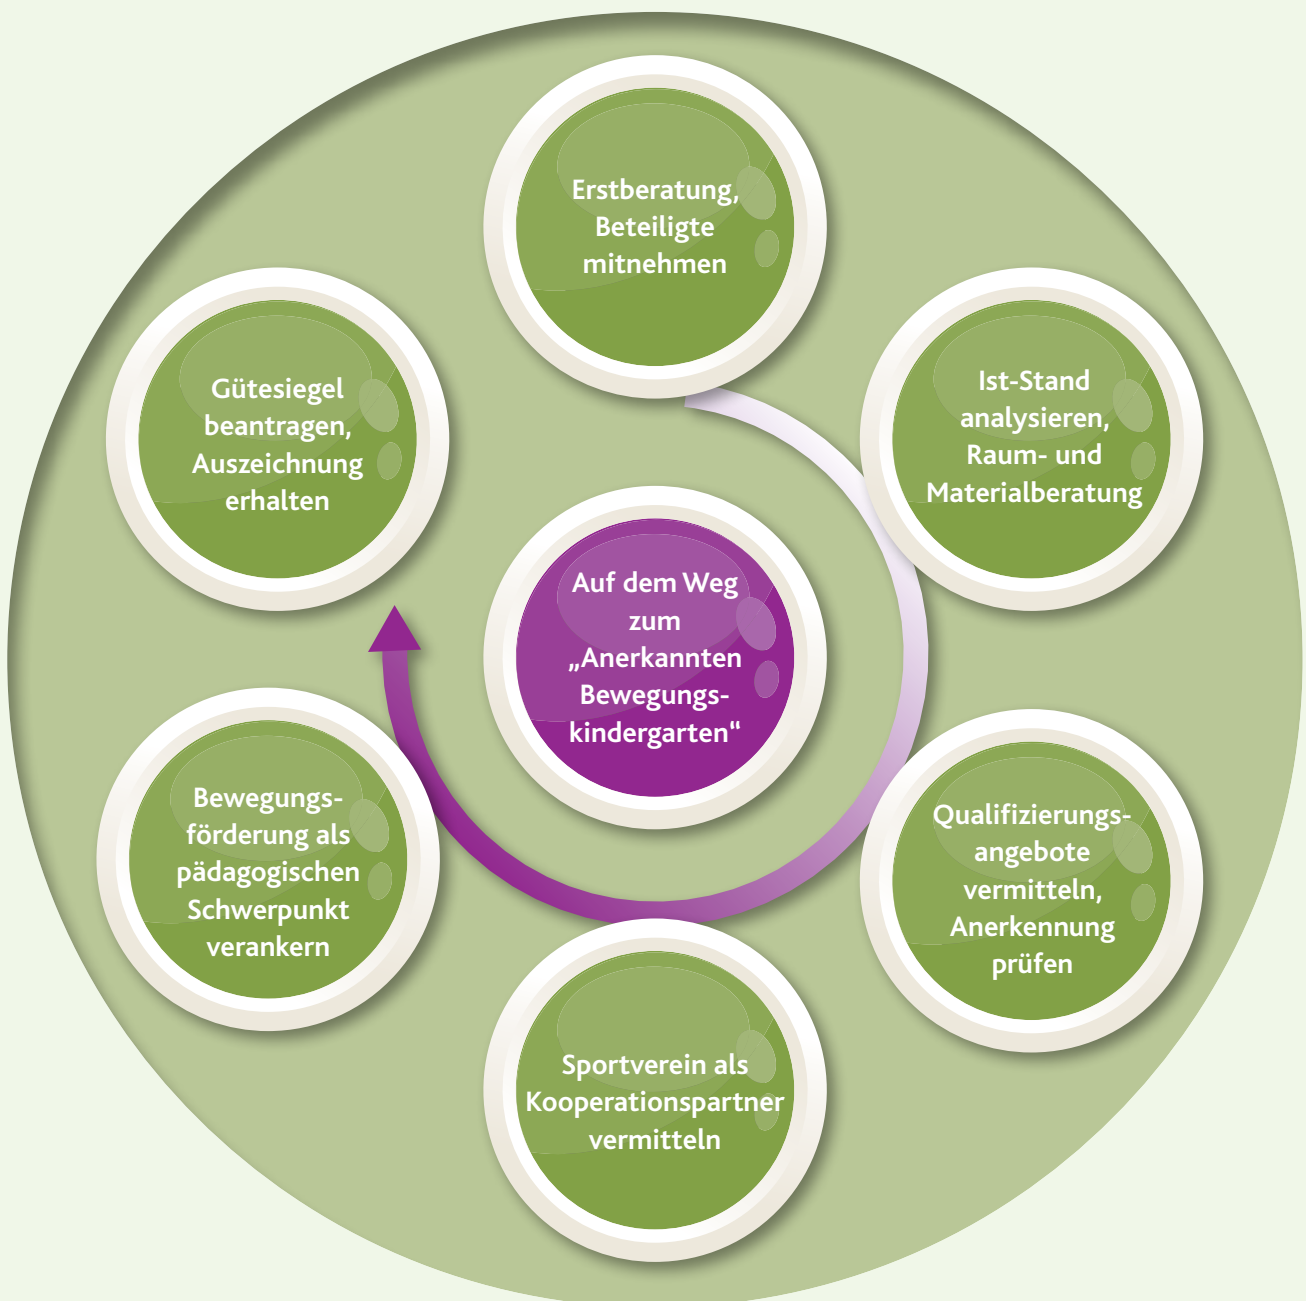 Erstberatung,
Beteiligte
mitnehmen
Ist-Stand
analysieren,
Raum- und
Materialberatung
Qualifizierungs-
angebote
vermitteln,
Anerkennung
prüfen
Sportverein als
Kooperationspartner
vermitteln
Bewegungs-
förderung als
pädagogischen
Schwerpunkt
verankern
Gütesiegel
beantragen,
Auszeichnung
erhalten
Auf dem Weg
zum
„Anerkannten
Bewegungs-
kindergarten“